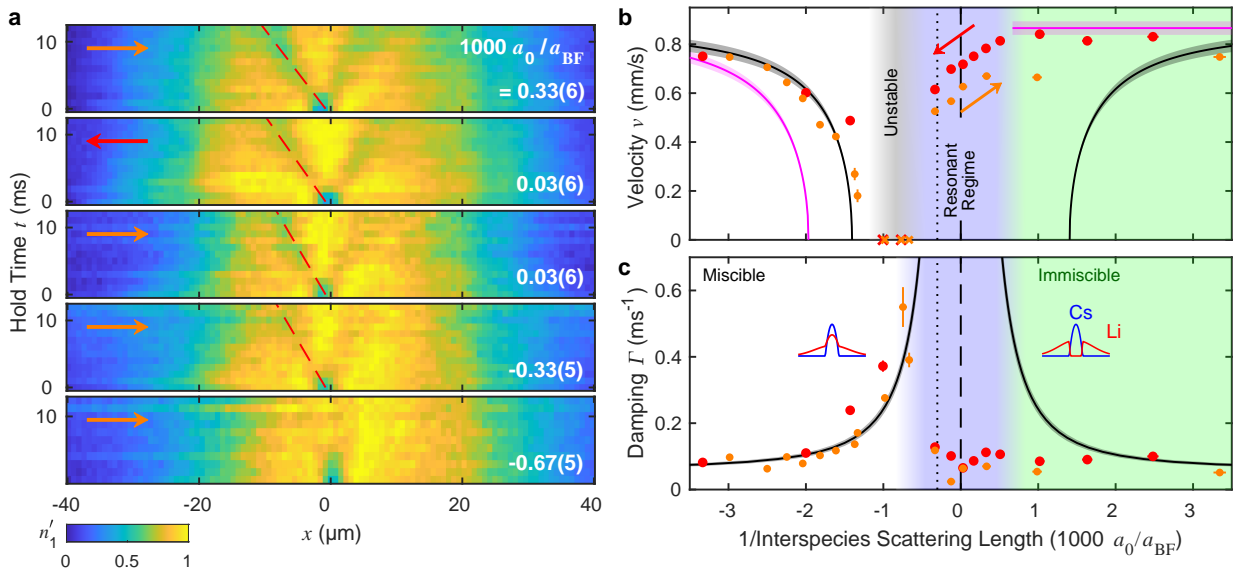 a
Hold Time t (ms)
10
0
1000 a0/aBF
= 0.33(6)
10
0
0.03(6)
10
0
0.03(6)
10
0
-0.33(5)
10
-0.67(5)
-40
-20
0
20
40
x (μm)
n′1
0
0.5
1
b
Velocity v (mm/s)
0.8
0.6
0.4
0.2
0
Unstable
Resonant
Regime
c
Damping Γ (ms-1)
0.6
0.4
0.2
0
Miscible
Immiscible
Cs
Li
-3
-2
-1
0
1
2
3
1/Interspecies Scattering Length (1000 a0/aBF)